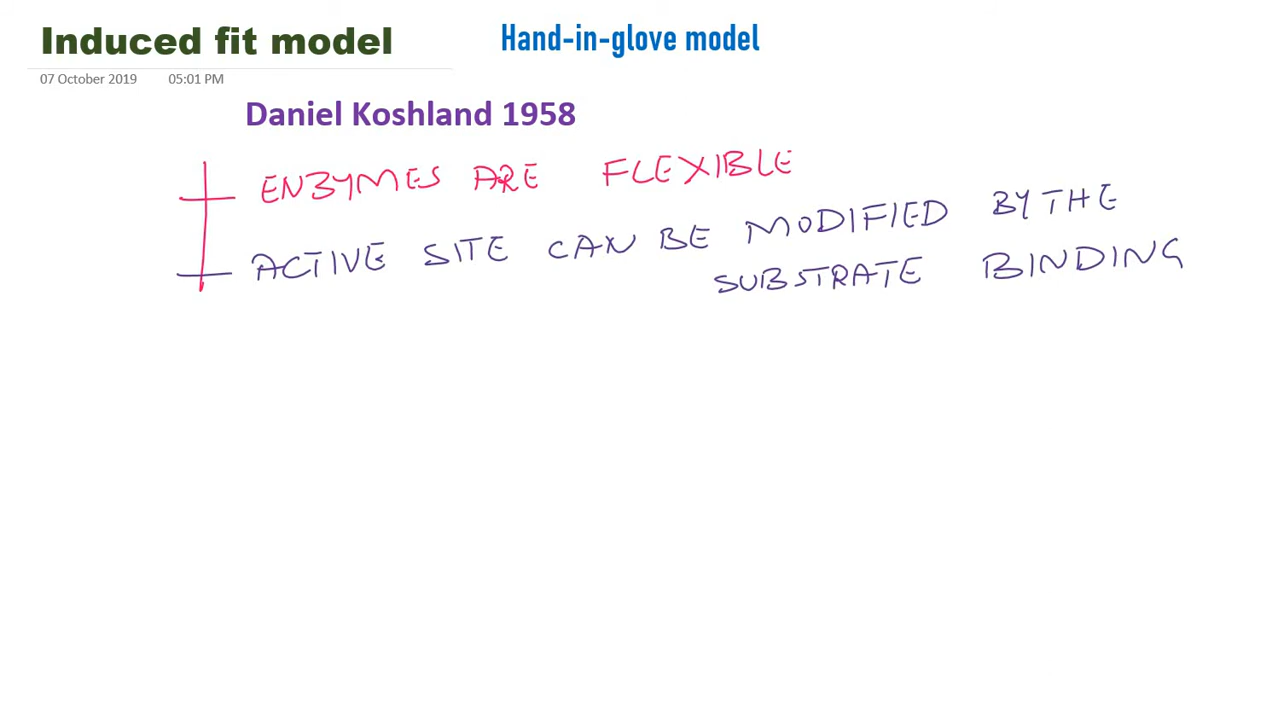 Induced fit model
Hand-in-glove model
07 October 2019 05:01 PM
Daniel Koshland 1958
ENZYMES ARE FLEXIBLE
ACTIVE SITE CAN BE MODIFIED BY THE
SUBSTRATE BINDING